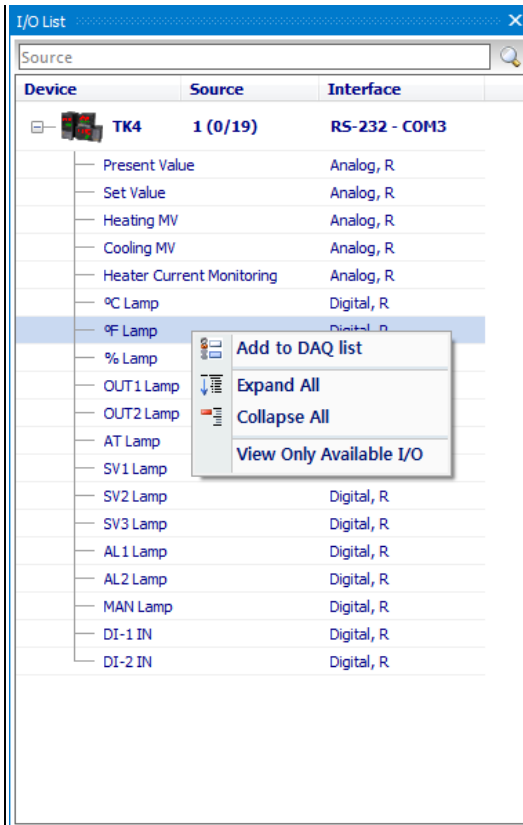 I/O List
Source
Device Source Interface
TK4 1 (0/19) RS-232 - COM3
Present Value Analog, R
Set Value Analog, R
Heating MV Analog, R
Cooling MV Analog, R
Heater Current Monitoring Analog, R
ºC Lamp Digital, R
ºF Lamp Digital, R
% Lamp
OUT1 Lamp
OUT2 Lamp
AT Lamp
SV1 Lamp
Add to DAQ list
Expand All
Collapse All
View Only Available I/O
SV2 Lamp Digital, R
SV3 Lamp Digital, R
AL1 Lamp Digital, R
AL2 Lamp Digital, R
MAN Lamp Digital, R
DI-1 IN Digital, R
DI-2 IN Digital, R